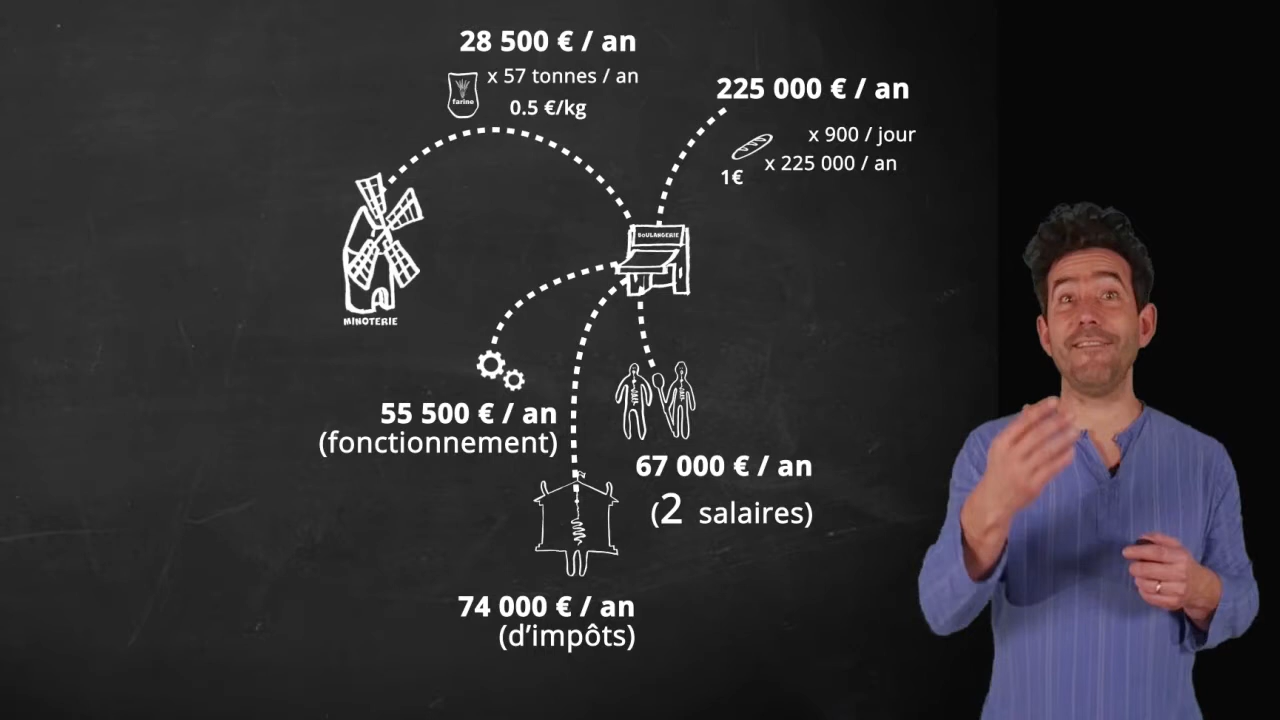 28 500 € / an
x 57 tonnes / an
farine
0.5 €/kg
225 000 € / an
x 900 / jour
x 225 000 / an
1€
BOULANGERIE
MINOTERIE
55 500 € / an
(fonctionnement)
67 000 € / an
(2 salaires)
74 000 € / an
(d'impôts)